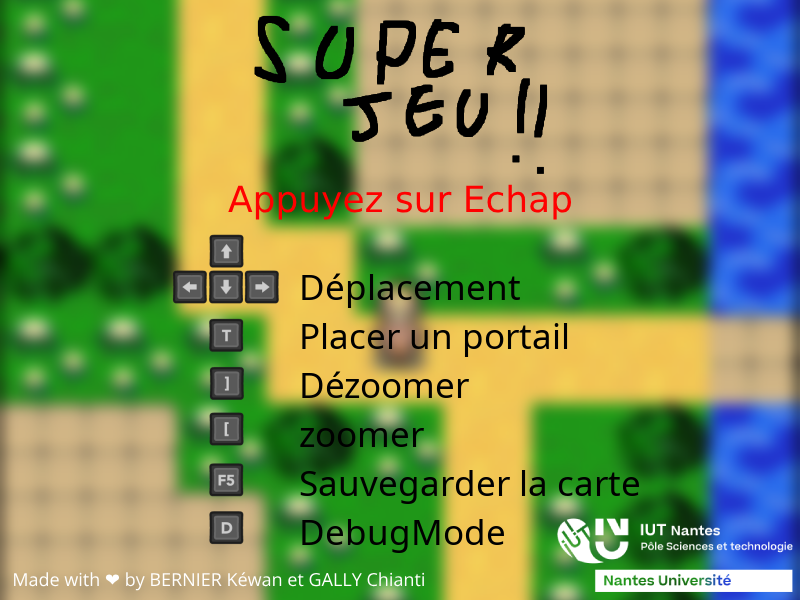 SUPER
JEU!!
Appuyez sur Echap
Déplacement
T Placer un portail
] Dézoomer
[ zoomer
F5 Sauvegarder la carte
D DebugMode
IUT Nantes
Pôle Sciences et technologie
Nantes Université
Made with ❤ by BERNIER Kéwan et GALLY Chianti